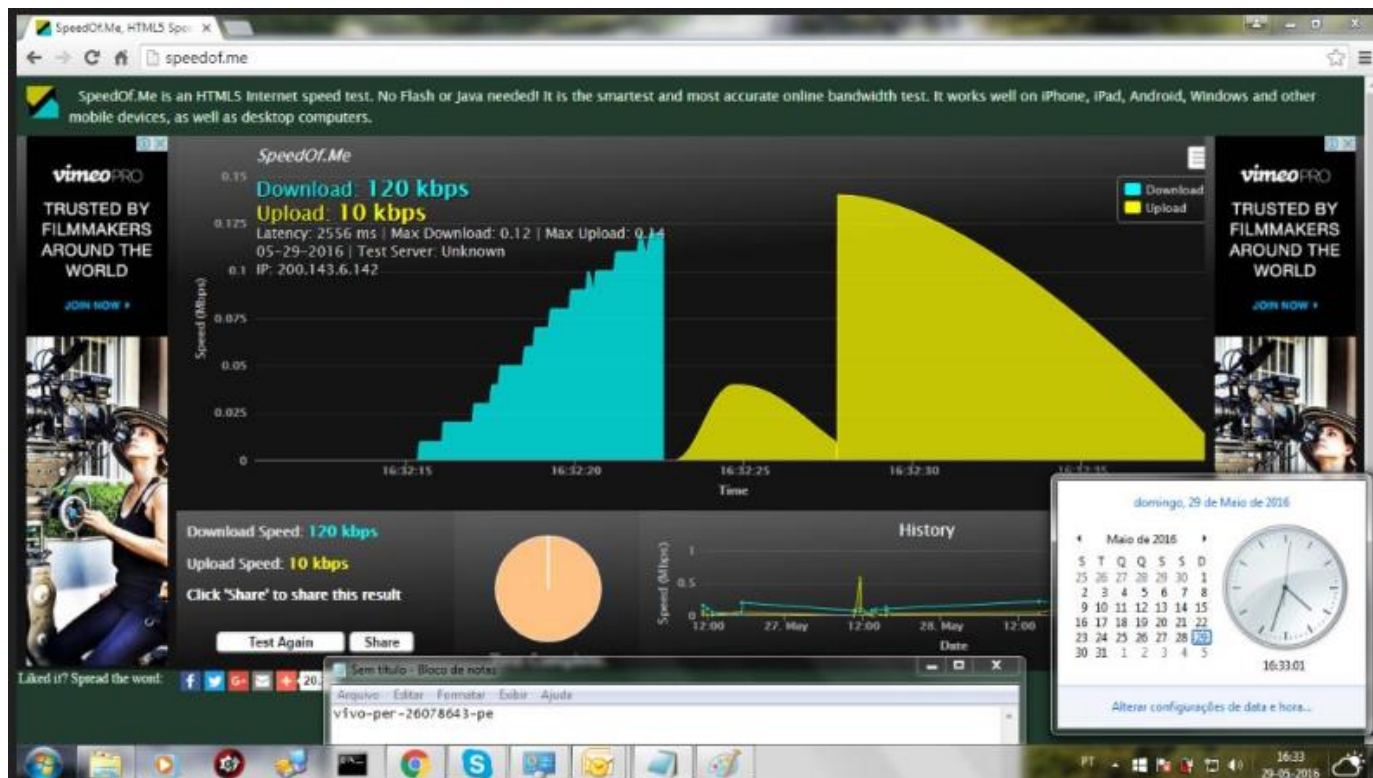 SpeedOf.Me, HTML5 Spe
speedof.me
SpeedOf.Me is an HTML5 Internet speed test. No Flash or Java needed! It is the smartest and most accurate online bandwidth test. It works well on iPhone, iPad, Android, Windows and other
mobile devices, as well as desktop computers.
vimeoPRO
TRUSTED BY
FILMMAKERS
AROUND THE
WORLD
JOIN NOW
SpeedOf.Me
Download: 120 kbps
Upload: 10 kbps
Latency: 2556 ms | Max Download: 0.12 | Max Upload: 0.14
05-29-2016 | Test Server: Unknown
IP: 200.143.6.142
Download
Upload
Speed (Mbps)
0.15
0.125
0.1
0.075
0.05
0.025
0
16:32:15 16:32:20 16:32:25 16:32:30 16:32:35
Time
vimeoPRO
TRUSTED BY
FILMMAKERS
AROUND THE
WORLD
JOIN NOW
Download Speed: 120 kbps
Upload Speed: 10 kbps
Click 'Share' to share this result
Test Again Share
History
Speed (Mbps)
1
0.5
0
12:00 27. May 12:00 28. May 12:00
Date
Liked it? Spread the word:
20.
Sem título - Bloco de notas
Arquivo Editar Formatar Exibir Ajuda
vivo-per-26078643-pe
domingo, 29 de Maio de 2016
Maio de 2016
S T Q Q S S D
25 26 27 28 29 30 1
2 3 4 5 6 7 8
9 10 11 12 13 14 15
16 17 18 19 20 21 22
23 24 25 26 27 28 29
30 31 1 2 3 4 5
16:33:01
Alterar configurações de data e hora...
PT
16:33
29-05-2016